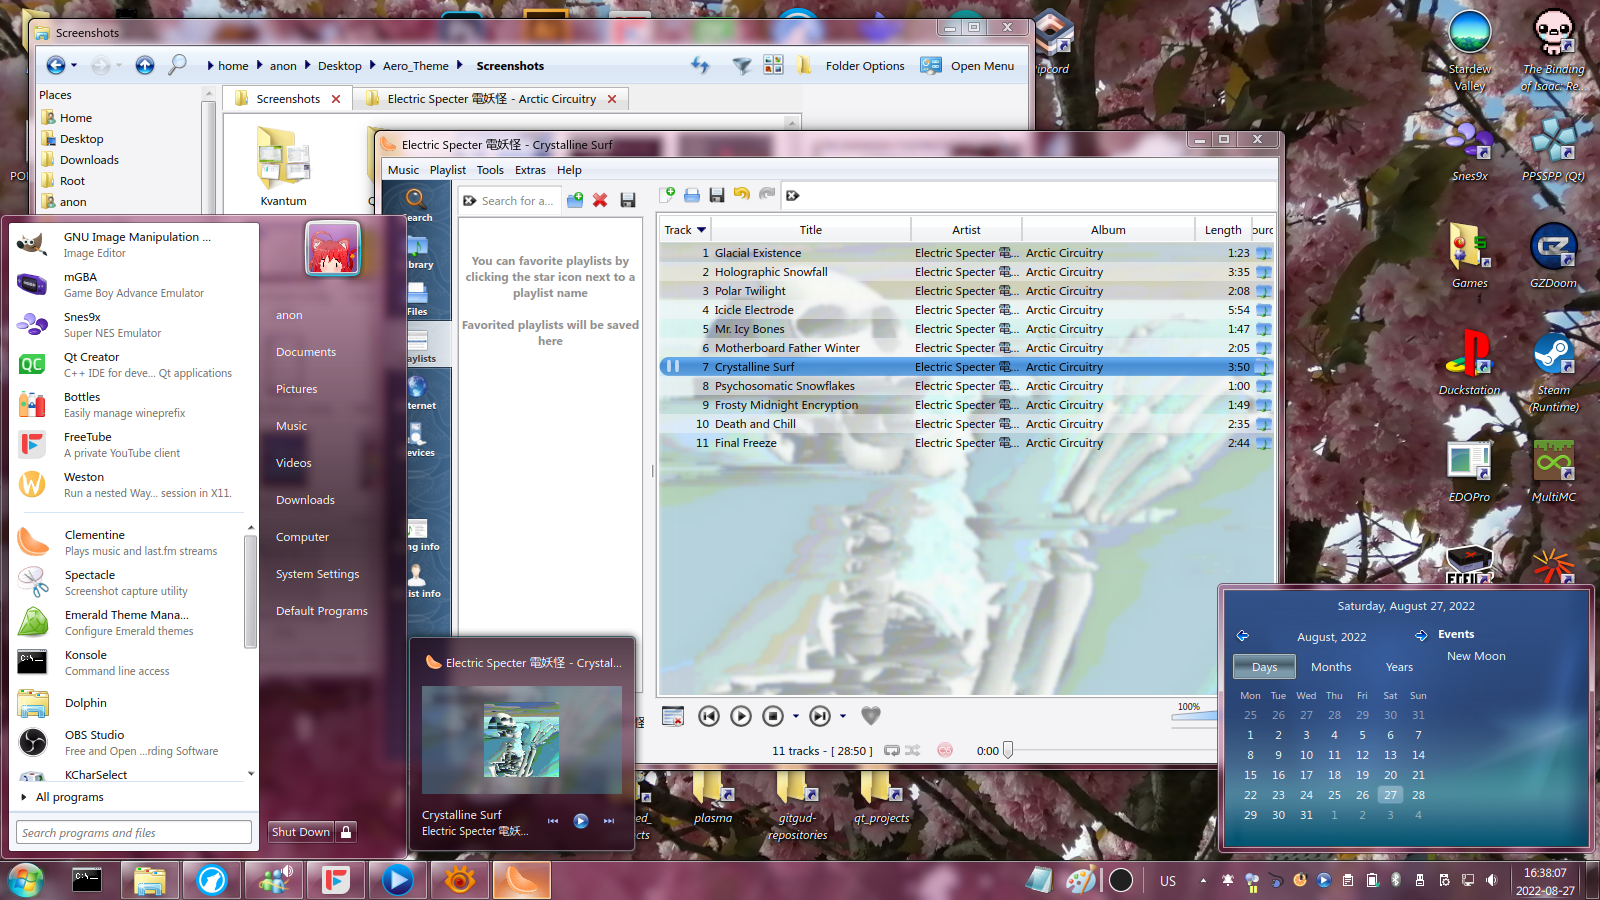 Screenshots
home
anon
Desktop
Aero_Theme
Screenshots
Folder Options
Open Menu
Places
Home
Desktop
Downloads
Root
anon
Screenshots
Electric Specter 電妖怪 - Arctic Circuitry
Kvantum
Electric Specter 電妖怪 - Crystalline Surf
Music
Playlist
Tools
Extras
Help
Search for a...
You can favorite playlists by
clicking the star icon next to a
playlist name
Favorited playlists will be saved
here
Files
Track Title Artist Album Length
1 Glacial Existence Electric Specter 電... Arctic Circuitry 1:23
2 Holographic Snowfall Electric Specter 電... Arctic Circuitry 3:35
3 Polar Twilight Electric Specter 電... Arctic Circuitry 2:08
4 Icicle Electrode Electric Specter 電... Arctic Circuitry 5:54
5 Mr. Icy Bones Electric Specter 電... Arctic Circuitry 1:47
6 Motherboard Father Winter Electric Specter 電... Arctic Circuitry 2:05
7 Crystalline Surf Electric Specter 電... Arctic Circuitry 3:50
8 Psychosomatic Snowflakes Electric Specter 電... Arctic Circuitry 1:00
9 Frosty Midnight Encryption Electric Specter 電... Arctic Circuitry 1:49
10 Death and Chill Electric Specter 電... Arctic Circuitry 2:35
11 Final Freeze Electric Specter 電... Arctic Circuitry 2:44
100%
11 tracks - [ 28:50 ]
0:00
GNU Image Manipulation ...
Image Editor
mGBA
Game Boy Advance Emulator
Snes9x
Super NES Emulator
Qt Creator
C++ IDE for deve... Qt applications
Bottles
Easily manage wineprefix
FreeTube
A private YouTube client
Weston
Run a nested Way... session in X11.
Clementine
Plays music and last.fm streams
Spectacle
Screenshot capture utility
Emerald Theme Mana...
Configure Emerald themes
Konsole
Command line access
Dolphin
OBS Studio
Free and Open ...rding Software
KCharSelect
All programs
Search programs and files
anon
Documents
Pictures
Music
Videos
Downloads
Computer
System Settings
Default Programs
Shut Down
Electric Specter 電妖怪 - Crystal...
Crystalline Surf
Electric Specter 電妖...
plasma
gitgud-
repositories
qt_projects
Stardew
Valley
The Binding
of Isaac: Re...
Snes9x
PPSSPP (Qt)
Games
GZDoom
Duckstation
Steam
(Runtime)
EDOPro
MultiMC
Saturday, August 27, 2022
August, 2022
Days Months Years
Mon Tue Wed Thu Fri Sat Sun
25 26 27 28 29 30 31
1 2 3 4 5 6 7
8 9 10 11 12 13 14
15 16 17 18 19 20 21
22 23 24 25 26 27 28
29 30 31 1 2 3 4
Events
New Moon
US
16:38:07
2022-08-27